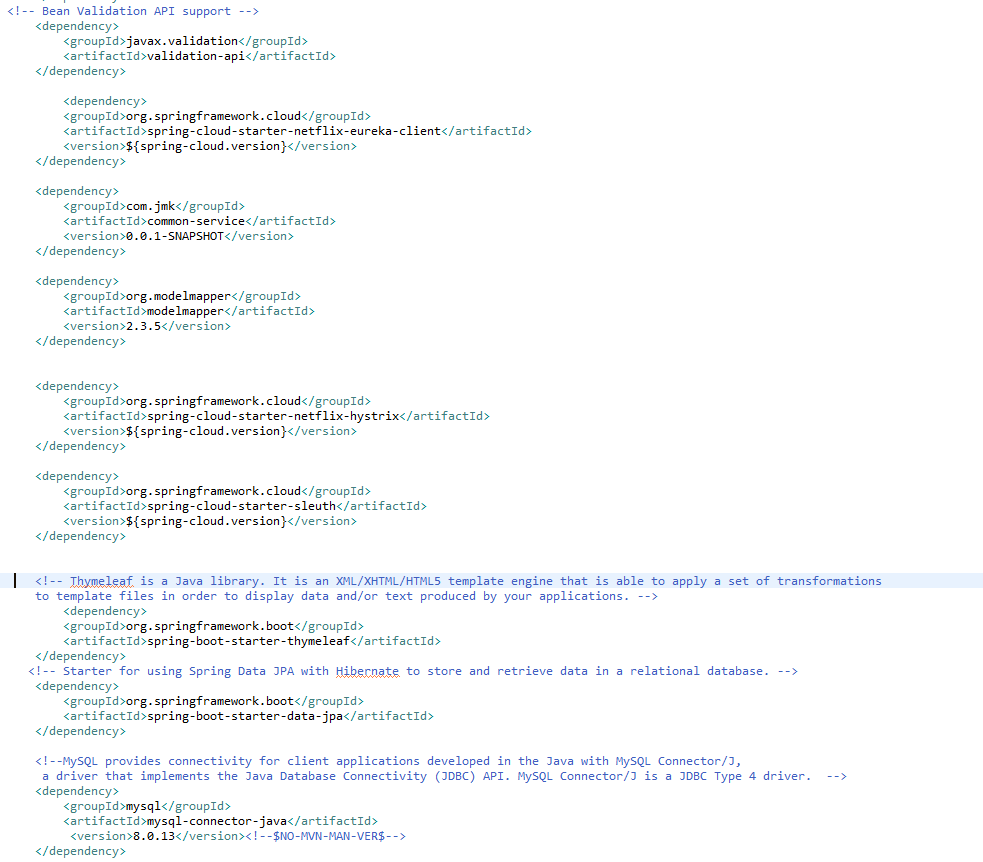 <!-- Bean Validation API support -->
<dependency>
<groupId>javax.validation</groupId>
<artifactId>validation-api</artifactId>
</dependency>
<dependency>
<groupId>org.springframework.cloud</groupId>
<artifactId>spring-cloud-starter-netflix-eureka-client</artifactId>
<version>${spring-cloud.version}</version>
</dependency>
<dependency>
<groupId>com.jmk</groupId>
<artifactId>common-service</artifactId>
<version>0.0.1-SNAPSHOT</version>
</dependency>
<dependency>
<groupId>org.modelmapper</groupId>
<artifactId>modelmapper</artifactId>
<version>2.3.5</version>
</dependency>
<dependency>
<groupId>org.springframework.cloud</groupId>
<artifactId>spring-cloud-starter-netflix-hystrix</artifactId>
<version>${spring-cloud.version}</version>
</dependency>
<dependency>
<groupId>org.springframework.cloud</groupId>
<artifactId>spring-cloud-starter-sleuth</artifactId>
<version>${spring-cloud.version}</version>
</dependency>
<!-- Thymeleaf is a Java library. It is an XML/XHTML/HTML5 template engine that is able to apply a set of transformations
to template files in order to display data and/or text produced by your applications. -->
<dependency>
<groupId>org.springframework.boot</groupId>
<artifactId>spring-boot-starter-thymeleaf</artifactId>
</dependency>
<!-- Starter for using Spring Data JPA with Hibernate to store and retrieve data in a relational database. -->
<dependency>
<groupId>org.springframework.boot</groupId>
<artifactId>spring-boot-starter-data-jpa</artifactId>
</dependency>
<!--MySQL provides connectivity for client applications developed in the Java with MySQL Connector/J,
a driver that implements the Java Database Connectivity (JDBC) API. MySQL Connector/J is a JDBC Type 4 driver.  -->
<dependency>
<groupId>mysql</groupId>
<artifactId>mysql-connector-java</artifactId>
<version>8.0.13</version><!--$NO-MVN-MAN-VER$-->
</dependency>